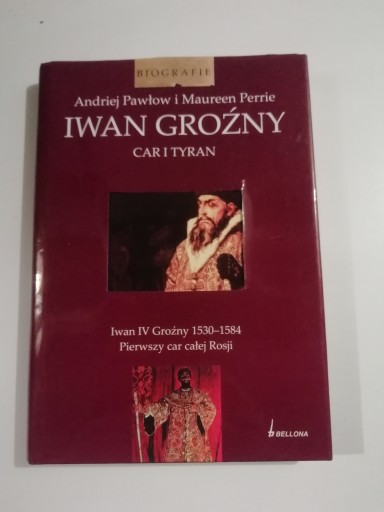 BIOGRAFIE
Andriej Pawłow i Maureen Perrie
IWAN GROŹNY
CAR I TYRAN
Iwan IV Groźny 1530–1584
Pierwszy car całej Rosji
BELLONA